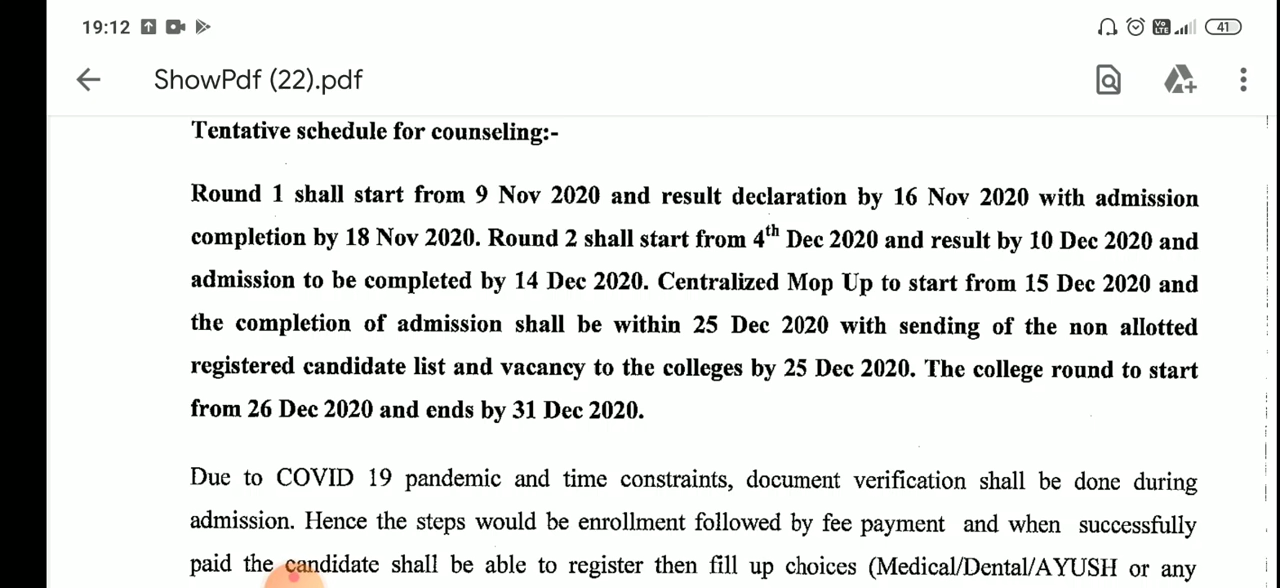 19:12 Vo LTE 41
ShowPdf (22).pdf
Tentative schedule for counseling:-
Round 1 shall start from 9 Nov 2020 and result declaration by 16 Nov 2020 with admission
completion by 18 Nov 2020. Round 2 shall start from 4th Dec 2020 and result by 10 Dec 2020 and
admission to be completed by 14 Dec 2020. Centralized Mop Up to start from 15 Dec 2020 and
the completion of admission shall be within 25 Dec 2020 with sending of the non allotted
registered candidate list and vacancy to the colleges by 25 Dec 2020. The college round to start
from 26 Dec 2020 and ends by 31 Dec 2020.
Due to COVID 19 pandemic and time constraints, document verification shall be done during
admission. Hence the steps would be enrollment followed by fee payment and when successfully
paid the candidate shall be able to register then fill up choices (Medical/Dental/AYUSH or any